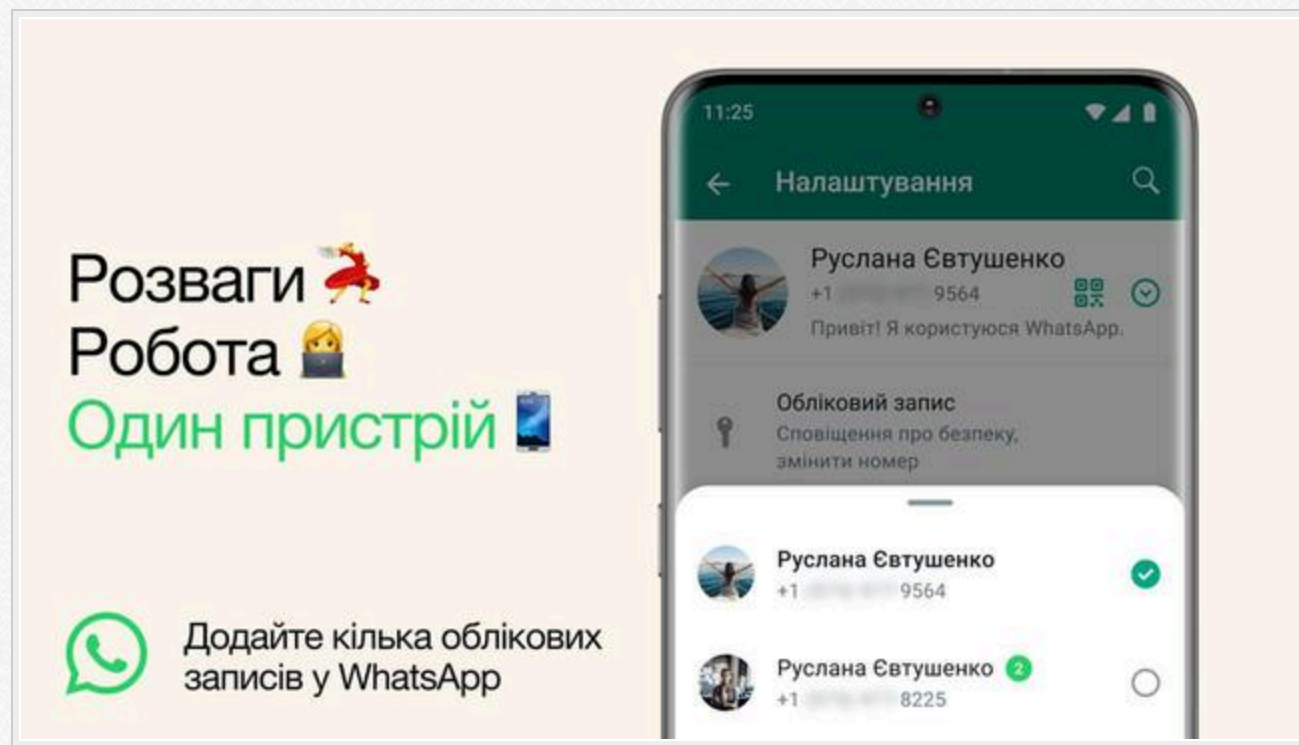 Розваги 💃
Робота 👩‍💻
Один пристрій 📱
Додайте кілька облікових
записів у WhatsApp
11:25
Налаштування
Руслана Євтушенко
+1 9564
Привіт! Я користуюся WhatsApp.
Обліковий запис
Сповіщення про безпеку,
змінити номер
Руслана Євтушенко
+1 9564
Руслана Євтушенко 2
+1 8225